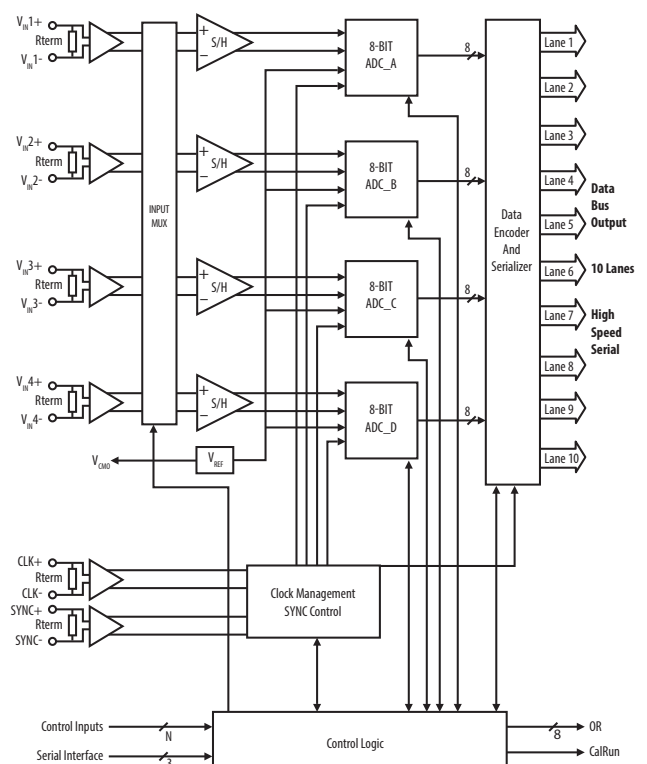 VIN1+
Rterm
VIN1-
S/H
+
−
8-BIT
ADC_A
8
Lane 1
Lane 2
VIN2+
Rterm
VIN2-
S/H
+
−
8-BIT
ADC_B
8
Lane 3
Lane 4
INPUT
MUX
Data
Encoder
And
Serializer
Lane 5
Data
Bus
Output
VIN3+
Rterm
VIN3-
S/H
+
−
8-BIT
ADC_C
8
Lane 6
10 Lanes
Lane 7
High
Speed
Serial
VIN4+
Rterm
VIN4-
S/H
+
−
8-BIT
ADC_D
8
Lane 8
Lane 9
Lane 10
VCMO
VREF
CLK+
Rterm
CLK-
SYNC+
Rterm
SYNC-
Clock Management
SYNC Control
Control Inputs
N
Serial Interface
3
Control Logic
8
OR
CalRun